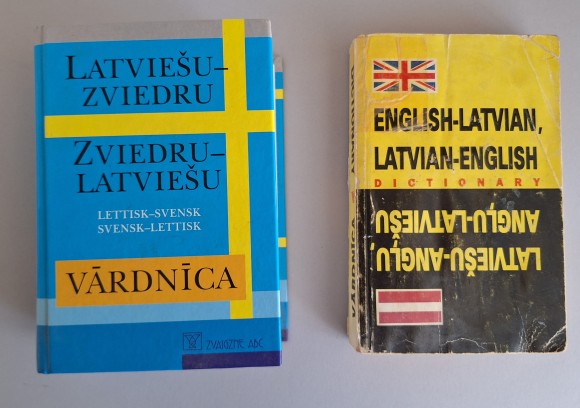 LATVIEŠU–
ZVIEDRU
ZVIEDRU–
LATVIEŠU
LETTISK–SVENSK
SVENSK–LETTISK
VĀRDNĪCA
ZVAIGZNE ABC
ENGLISH-LATVIAN,
LATVIAN-ENGLISH
DICTIONARY
LATVIEŠU-ANGĻU,
ANGĻU-LATVIEŠU
VĀRDNĪCA